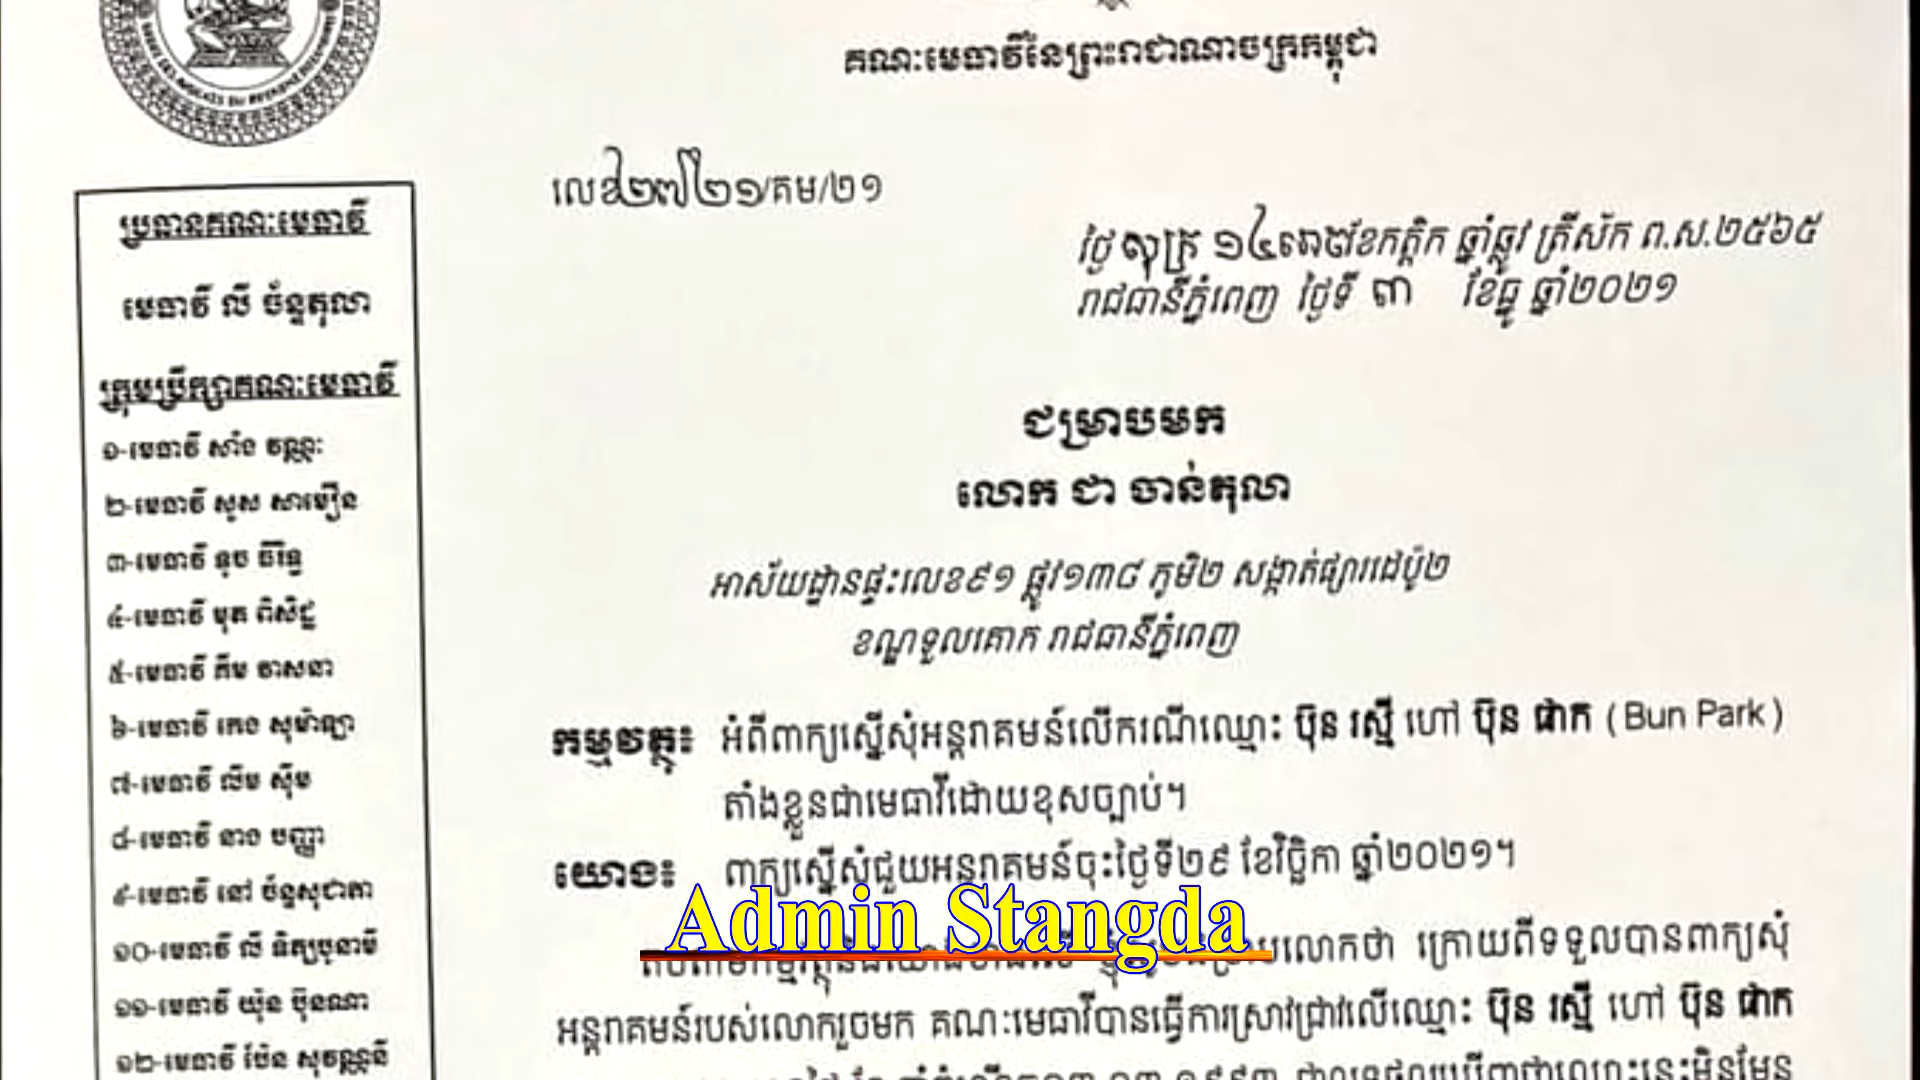 គណៈមេធាវីនៃព្រះរាជាណាចក្រកម្ពុជា
លេខ២៧២១/គម/២១
ថ្ងៃ សុក្រ ១៤រោច ខែកត្តិក ឆ្នាំឆ្លូវ ត្រីស័ក ព.ស.២៥៦៥
រាជធានីភ្នំពេញ ថ្ងៃទី ៣ ខែធ្នូ ឆ្នាំ២០២១
ប្រធានគណៈមេធាវី
មេធាវី លី ច័ន្ទតុលា
ក្រុមប្រឹក្សាគណៈមេធាវី
១-មេធាវី សាំង វណ្ណៈ
២-មេធាវី សួស សាមឿន
៣-មេធាវី ទុច ធីរិទ្ធ
៤-មេធាវី មុត ពិសិដ្ឋ
៥-មេធាវី គឹម វាសនា
៦-មេធាវី កេង សុម៉ាឡា
៧-មេធាវី លឹម ស៊ីម
៨-មេធាវី នាង បញ្ញា
៩-មេធាវី នៅ ច័ន្ទសុជាតា
១០-មេធាវី លី ទិត្យបុនាមី
១១-មេធាវី យ៉ុន ប៊ុនណា
១២-មេធាវី ប៉ែន សុវណ្ណនី
ជម្រាបមក
លោក ជា ចាន់តុលា
អាស័យដ្ឋានផ្ទះលេខ៩១ ផ្លូវ១៣៨ ភូមិ២ សង្កាត់ផ្សារដេប៉ូ២
ខណ្ឌទួលគោក រាជធានីភ្នំពេញ
កម្មវត្ថុ៖ អំពីពាក្យស្នើសុំអន្តរាគមន៍លើករណីឈ្មោះ ប៊ុន រស្មី ហៅ ប៊ុន ផាក ( Bun Park )
តាំងខ្លួនជាមេធាវីដោយខុសច្បាប់។
យោង៖ ពាក្យស្នើសុំជួយអន្តរាគមន៍ចុះថ្ងៃទី២៩ ខែវិច្ឆិកា ឆ្នាំ២០២១។
Admin Stangda
លោកថា ក្រោយពីទទួលបានពាក្យសុំ
អន្តរាគមន៍របស់លោករួចមក គណៈមេធាវីបានធ្វើការស្រាវជ្រាវលើឈ្មោះ ប៊ុន រស្មី ហៅ ប៊ុន ផាក